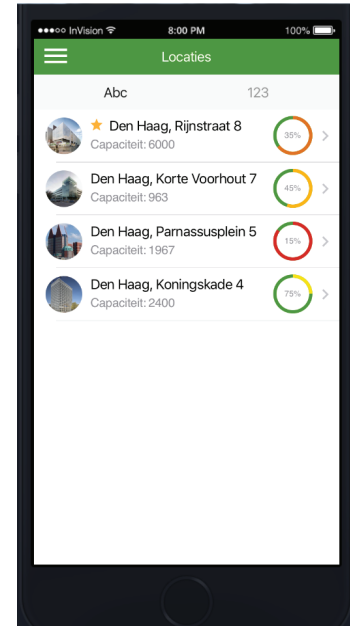 InVision 8:00 PM 100%
Locaties
Abc 123
Den Haag, Rijnstraat 8
Capaciteit: 6000
35%
Den Haag, Korte Voorhout 7
Capaciteit: 963
45%
Den Haag, Parnassusplein 5
Capaciteit: 1967
15%
Den Haag, Koningskade 4
Capaciteit: 2400
75%